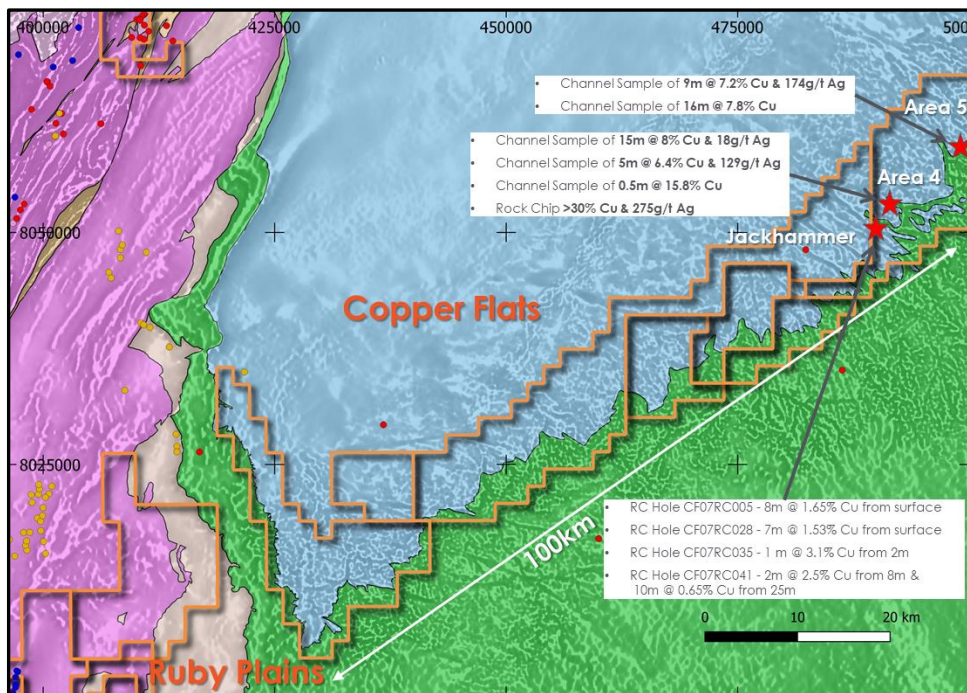 400000 425000 450000 475000 500
• Channel Sample of 9m @ 7.2% Cu & 174g/t Ag
• Channel Sample of 16m @ 7.8% Cu
Area 5
• Channel Sample of 15m @ 8% Cu & 18g/t Ag
• Channel Sample of 5m @ 6.4% Cu & 129g/t Ag
• Channel Sample of 0.5m @ 15.8% Cu
• Rock Chip >30% Cu & 275g/t Ag
Area 4
8050000
Jackhammer
Copper Flats
8025000
100km
• RC Hole CF07RC005 - 8m @ 1.65% Cu from surface
• RC Hole CF07RC028 - 7m @ 1.53% Cu from surface
• RC Hole CF07RC035 - 1 m @ 3.1% Cu from 2m
• RC Hole CF07RC041 - 2m @ 2.5% Cu from 8m &
10m @ 0.65% Cu from 25m
0 10 20 km
Ruby Plains